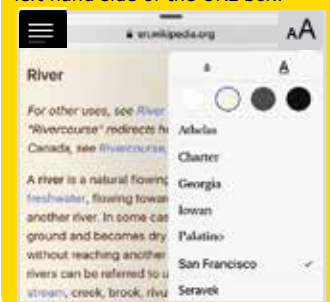 left-hand side of the URL box.
en.wikipedia.org
AA
A
A
River
For other uses, see River
"Rivercourse" redirects h
Canada, see Rivercourse,
A river is a natural flowing
freshwater, flowing towar
another river. In some cas
ground and becomes dry
without reaching another
rivers can be referred to u
stream, creek, brook, rivu
Athelas
Charter
Georgia
Iowan
Palatino
San Francisco
Seravek